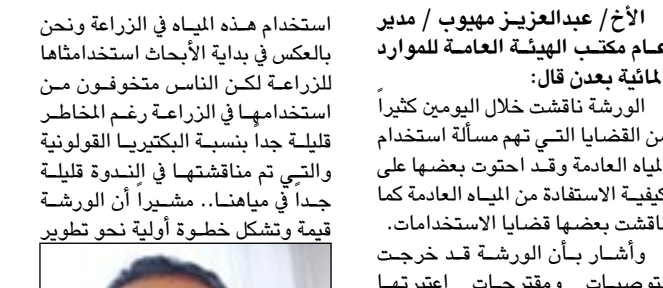 الأخ/ عبدالعزيز مهيوب / مدير
عام مكتب الهيئة العامة للموارد
المائية بعدن قال:
الورشة ناقشت خلال اليومين كثيراً
من القضايا التي تهم مسألة استخدام
المياه العادمة وقد احتوت بعضها على
كيفية الاستفادة من المياه العادمة كما
ناقشت بعضها قضايا الاستخدامات.
وأشار بأن الورشة قد خرجت
بتوصيات ومقترحات اعتبرتها
استخدام هذه المياه في الزراعة ونحن
بالعكس في بداية الأبحاث استخدامثاها
للزراعة لكن الناس متخوفون من
استخدامها في الزراعة رغم المخاطر
قليلة جداً بنسبة البكتيريا القولونية
والتي تم مناقشتها في الندوة قليلة
جداً في مياهنا.. مشيراً أن الورشة
قيمة وتشكل خطوة أولية نحو تطوير